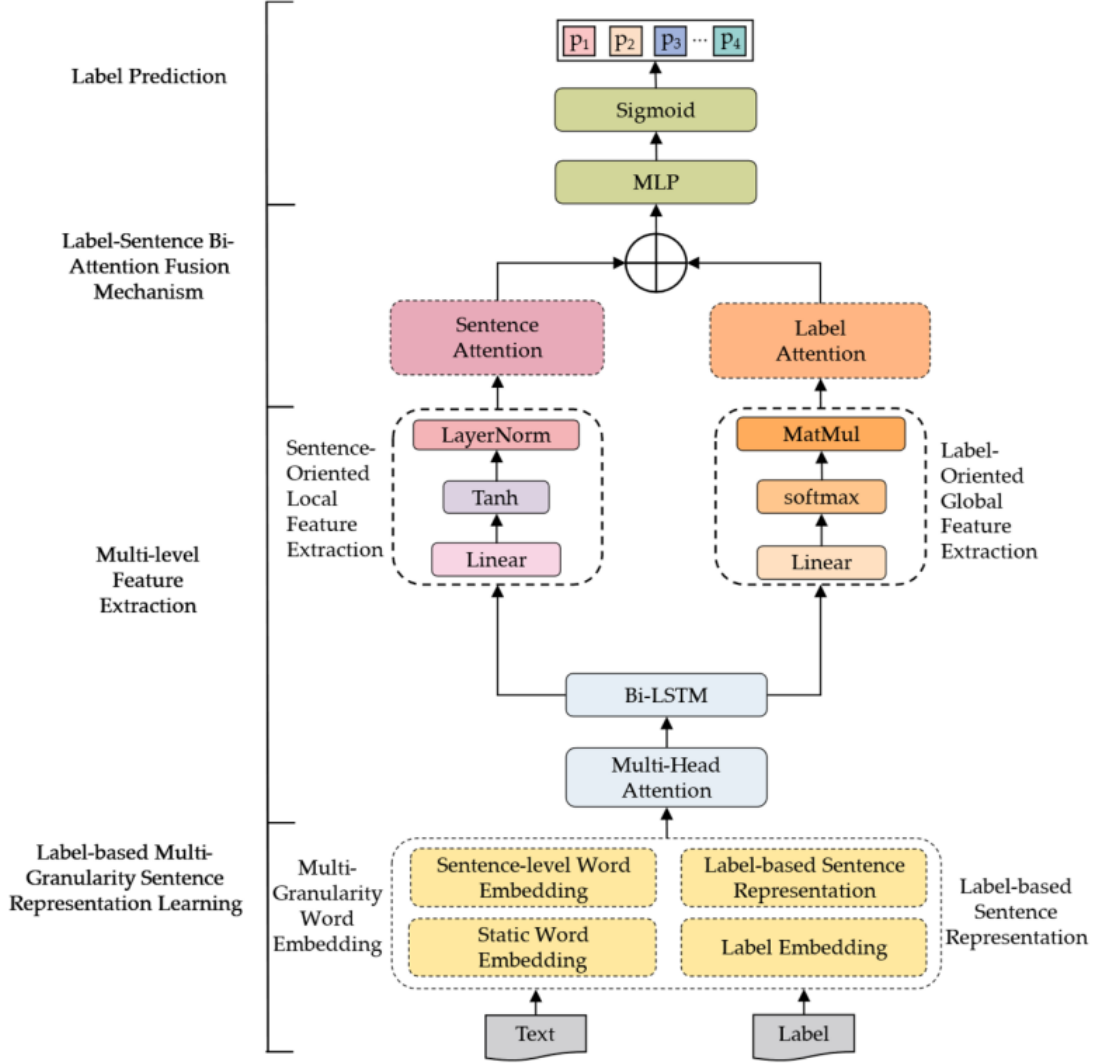 p1 p2 p3 ... p4
Label Prediction
Sigmoid
MLP
Label-Sentence Bi-
Attention Fusion
Mechanism
Sentence
Attention
Label
Attention
Sentence-
Oriented
Local
Feature
Extraction
LayerNorm
Tanh
Linear
MatMul
softmax
Linear
Label-
Oriented
Global
Feature
Extraction
Multi-level
Feature
Extraction
Bi-LSTM
Multi-Head
Attention
Label-based Multi-
Granularity Sentence
Representation Learning
Multi-
Granularity
Word
Embedding
Sentence-level Word
Embedding
Label-based Sentence
Representation
Static Word
Embedding
Label Embedding
Label-based
Sentence
Representation
Text
Label